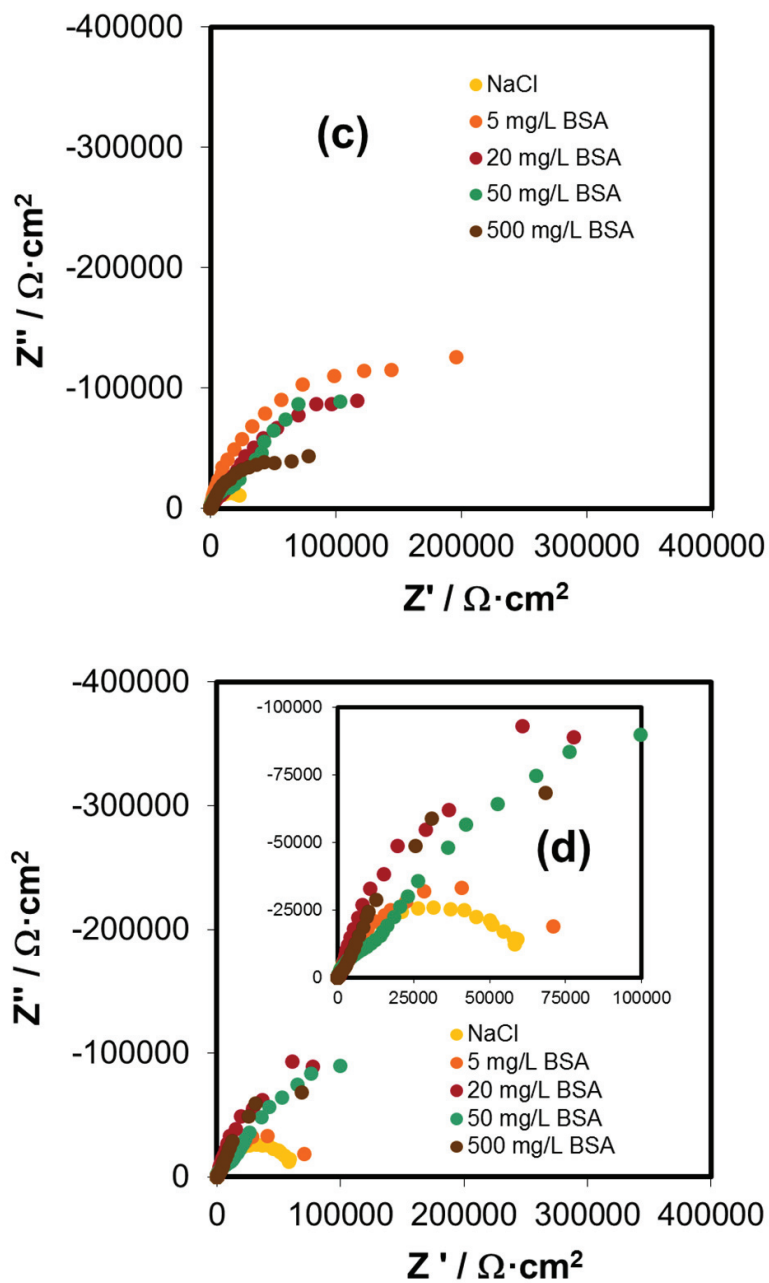 -400000
-300000
-200000
-100000
0
Z'' / Ω·cm²
(c)
NaCl
5 mg/L BSA
20 mg/L BSA
50 mg/L BSA
500 mg/L BSA
0 100000 200000 300000 400000
Z' / Ω·cm²
-400000
-300000
-200000
-100000
0
Z'' / Ω·cm²
-100000
-75000
-50000
-25000
0
(d)
0 25000 50000 75000 100000
NaCl
5 mg/L BSA
20 mg/L BSA
50 mg/L BSA
500 mg/L BSA
0 100000 200000 300000 400000
Z ' / Ω·cm²